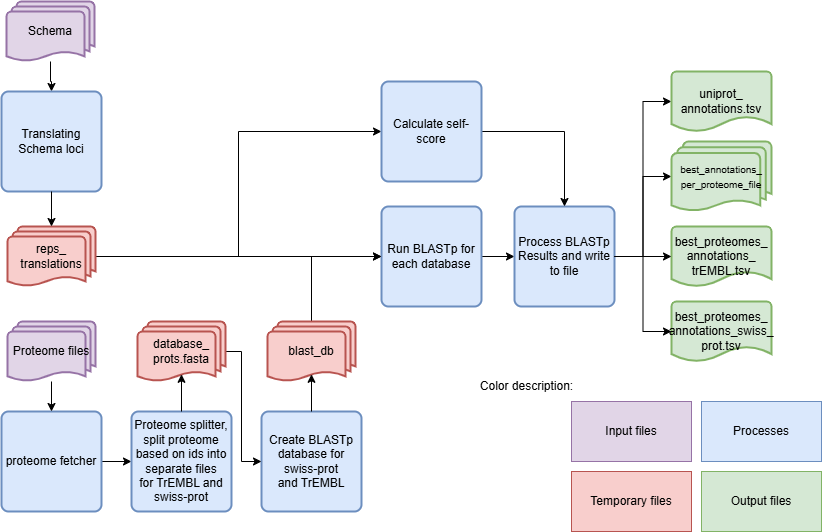 Schema
Translating
Schema loci
reps_
translations
Calculate self-
score
Run BLASTp for
each database
Process BLASTp
Results and write
to file
uniprot_
annotations.tsv
best_annotations_
per_proteome_file
best_proteomes_
annotations_
trEMBL.tsv
best_proteomes_
annotations_swiss_
prot.tsv
Proteome files
database_
prots.fasta
blast_db
proteome fetcher
Proteome splitter,
split proteome
based on ids into
separate files
for TrEMBL and
swiss-prot
Create BLASTp
database for
swiss-prot
and TrEMBL
Color description:
Input files
Processes
Temporary files
Output files